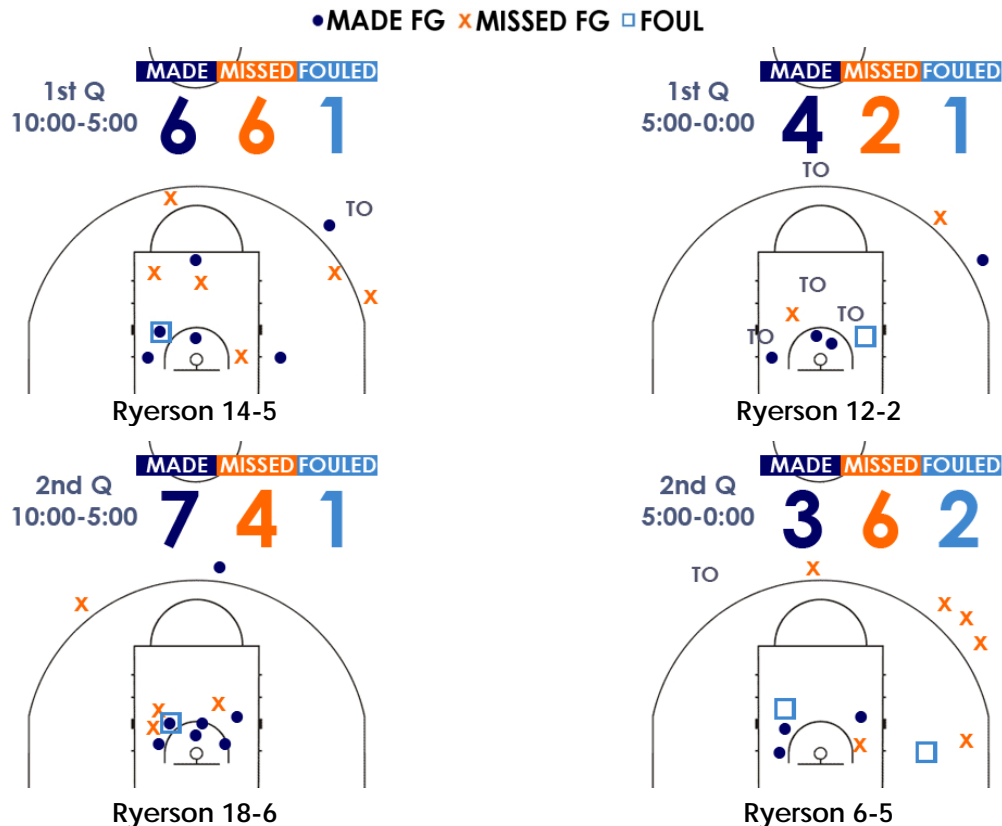 MADE FG x MISSED FG FOUL
MADE MISSED FOULED
1st Q
10:00-5:00
6 6 1
TO
x
x
x
x
x
x
Ryerson 14-5
MADE MISSED FOULED
1st Q
5:00-0:00
4 2 1
TO
x
TO
x
TO
TO
Ryerson 12-2
MADE MISSED FOULED
2nd Q
10:00-5:00
7 4 1
x
x
x
x
Ryerson 18-6
MADE MISSED FOULED
2nd Q
5:00-0:00
3 6 2
TO
x
x
x
x
x
x
Ryerson 6-5